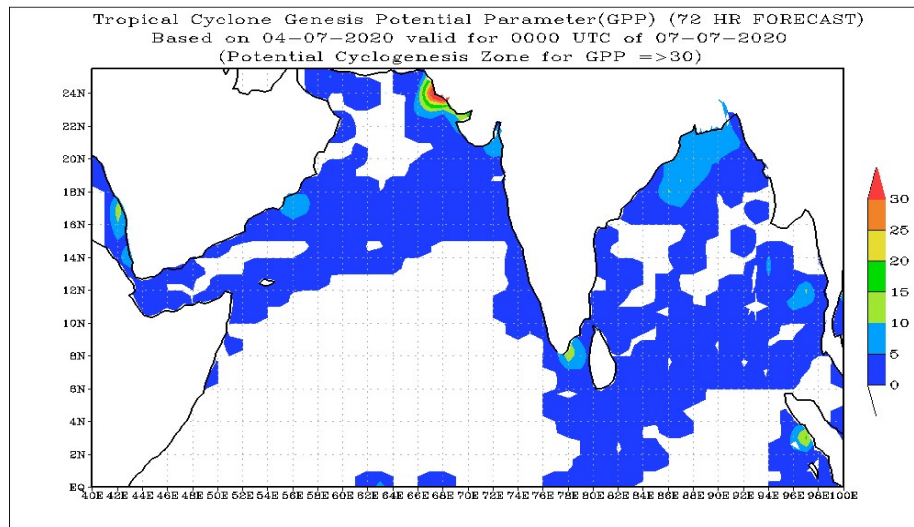 Tropical Cyclone Genesis Potential Parameter(GPP) (72 HR FORECAST)
Based on 04-07-2020 valid for 0000 UTC of 07-07-2020
(Potential Cyclogenesis Zone for GPP =>30)
24N
22N
20N
18N
16N
14N
12N
10N
8N
6N
4N
2N
EQ
40E 42E 44E 46E 48E 50E 52E 54E 56E 58E 60E 62E 64E 66E 68E 70E 72E 74E 76E 78E 80E 82E 84E 86E 88E 90E 92E 94E 96E 98E 100E
30
25
20
15
10
5
0